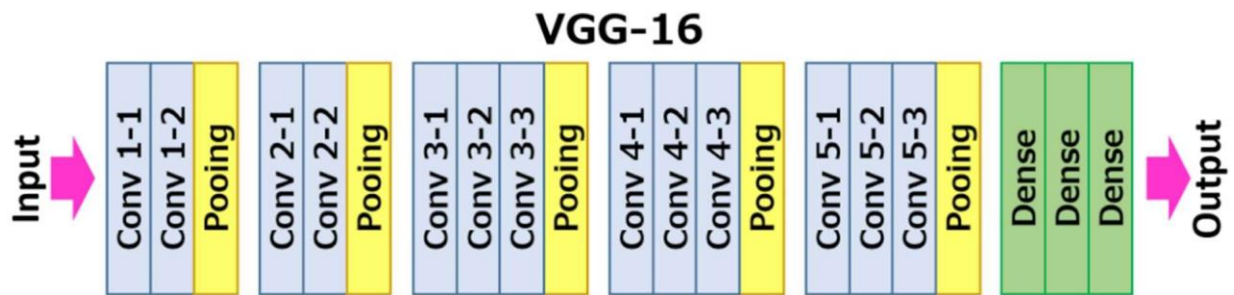 VGG-16
Input
Conv 1-1
Conv 1-2
Pooing
Conv 2-1
Conv 2-2
Pooing
Conv 3-1
Conv 3-2
Conv 3-3
Pooing
Conv 4-1
Conv 4-2
Conv 4-3
Pooing
Conv 5-1
Conv 5-2
Conv 5-3
Pooing
Dense
Dense
Dense
Output